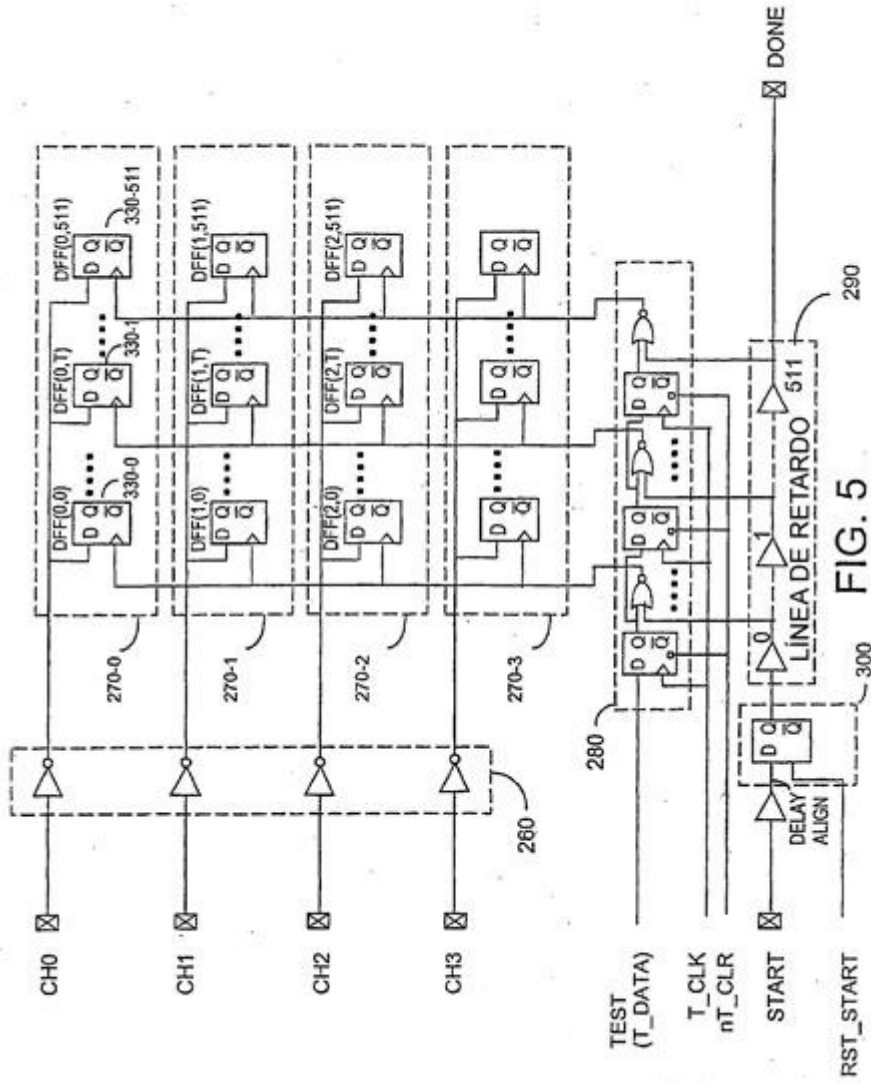 CH0
CH1
CH2
CH3
260
270-0
270-1
270-2
270-3
DFF(0,0)
D Q
Q
330-0
DFF(0,T)
D Q
Q
330-1
DFF(0,511)
D Q
Q
330-511
DFF(1,0)
D Q
Q
DFF(1,T)
D Q
Q
DFF(1,511)
D Q
Q
DFF(2,0)
D Q
Q
DFF(2,T)
D Q
Q
DFF(2,511)
D Q
Q
D Q
Q
D Q
Q
D Q
Q
280
D Q
Q
D Q
Q
D Q
Q
TEST
(T_DATA)
T_CLK
nT_CLR
START
RST_START
DELAY
ALIGN
D Q
Q
300
0
1
511
LÍNEA DE RETARDO
290
DONE
FIG. 5